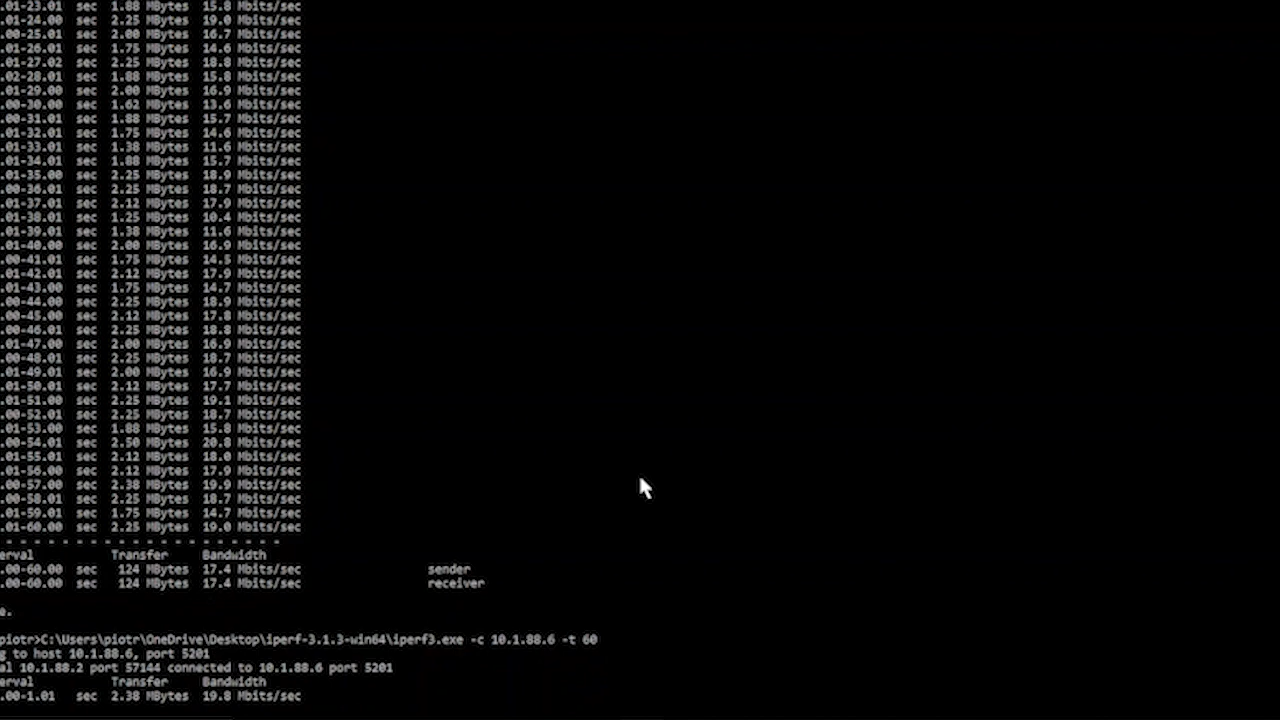 .01-23.01 sec 1.88 MBytes 15.8 Mbits/sec
.01-24.00 sec 2.25 MBytes 19.0 Mbits/sec
.00-25.01 sec 2.00 MBytes 16.7 Mbits/sec
.01-26.01 sec 1.75 MBytes 14.6 Mbits/sec
.01-27.02 sec 2.25 MBytes 18.8 Mbits/sec
.02-28.01 sec 1.88 MBytes 15.8 Mbits/sec
.01-29.00 sec 2.00 MBytes 16.9 Mbits/sec
.00-30.00 sec 1.62 MBytes 13.6 Mbits/sec
.00-31.01 sec 1.88 MBytes 15.7 Mbits/sec
.01-32.01 sec 1.75 MBytes 14.6 Mbits/sec
.01-33.01 sec 1.38 MBytes 11.6 Mbits/sec
.01-34.01 sec 1.88 MBytes 15.7 Mbits/sec
.01-35.00 sec 2.25 MBytes 18.9 Mbits/sec
.00-36.01 sec 2.25 MBytes 18.7 Mbits/sec
.01-37.01 sec 2.12 MBytes 17.9 Mbits/sec
.01-38.01 sec 1.25 MBytes 10.4 Mbits/sec
.01-39.01 sec 1.38 MBytes 11.6 Mbits/sec
.01-40.00 sec 2.00 MBytes 16.9 Mbits/sec
.00-41.01 sec 1.75 MBytes 14.5 Mbits/sec
.01-42.01 sec 2.12 MBytes 17.9 Mbits/sec
.01-43.00 sec 1.75 MBytes 14.7 Mbits/sec
.00-44.00 sec 2.25 MBytes 18.9 Mbits/sec
.00-45.00 sec 2.12 MBytes 17.8 Mbits/sec
.00-46.01 sec 2.25 MBytes 18.8 Mbits/sec
.01-47.00 sec 2.00 MBytes 16.9 Mbits/sec
.00-48.01 sec 2.25 MBytes 18.7 Mbits/sec
.01-49.01 sec 2.00 MBytes 16.9 Mbits/sec
.01-50.01 sec 2.12 MBytes 17.7 Mbits/sec
.01-51.00 sec 2.25 MBytes 19.1 Mbits/sec
.00-52.01 sec 2.25 MBytes 18.7 Mbits/sec
.01-53.00 sec 1.88 MBytes 15.8 Mbits/sec
.00-54.01 sec 2.50 MBytes 20.8 Mbits/sec
.01-55.01 sec 2.12 MBytes 18.0 Mbits/sec
.01-56.00 sec 2.12 MBytes 17.9 Mbits/sec
.00-57.00 sec 2.38 MBytes 19.9 Mbits/sec
.00-58.01 sec 2.25 MBytes 18.7 Mbits/sec
.01-59.01 sec 1.75 MBytes 14.7 Mbits/sec
.01-60.00 sec 2.25 MBytes 19.0 Mbits/sec
- - - - - - - - - - - - - - - - - - - -
erval Transfer Bandwidth
.00-60.00 sec 124 MBytes 17.4 Mbits/sec sender
.00-60.00 sec 124 MBytes 17.4 Mbits/sec receiver
e.
piotr>C:\Users\piotr\OneDrive\Desktop\iperf-3.1.3-win64\iperf3.exe -c 10.1.88.6 -t 60
g to host 10.1.88.6, port 5201
al 10.1.88.2 port 57144 connected to 10.1.88.6 port 5201
erval Transfer Bandwidth
.00-1.01 sec 2.38 MBytes 19.8 Mbits/sec